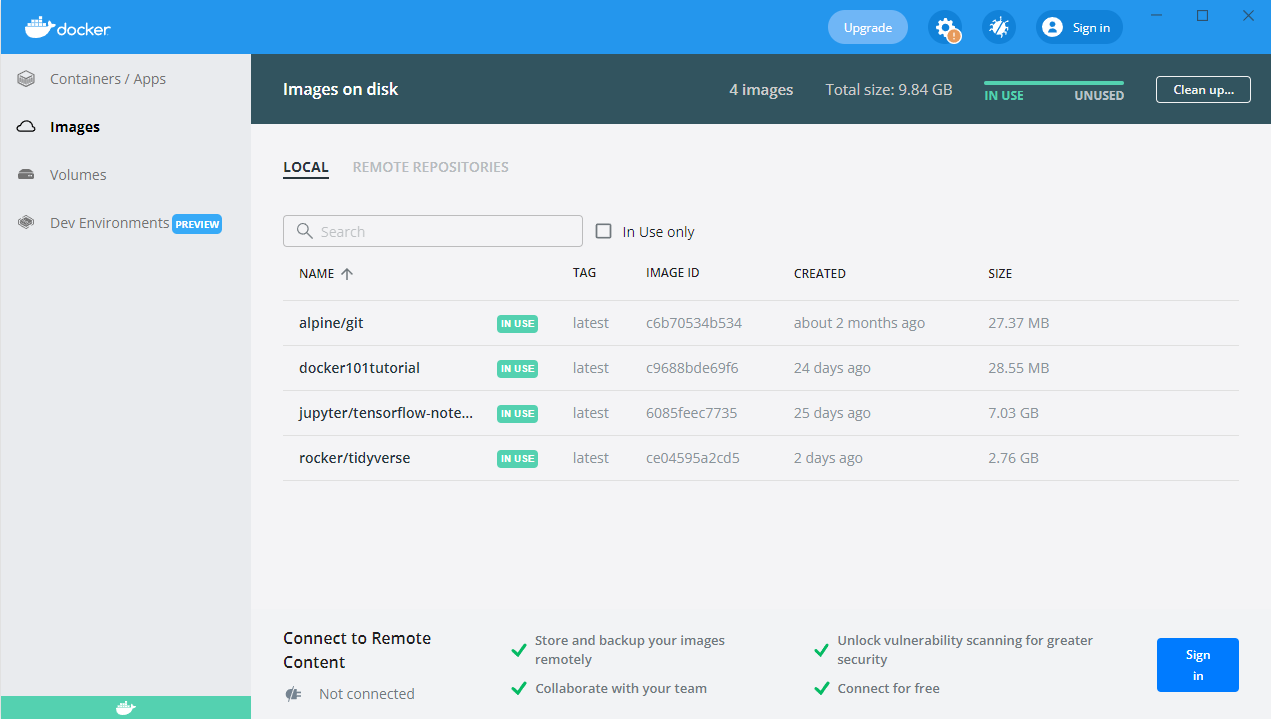 docker
Upgrade
Sign in
Containers / Apps
Images
Volumes
Dev Environments PREVIEW
Images on disk
4 images
Total size: 9.84 GB
IN USE
UNUSED
Clean up...
LOCAL
REMOTE REPOSITORIES
Search
In Use only
NAME TAG IMAGE ID CREATED SIZE
alpine/git IN USE latest c6b70534b534 about 2 months ago 27.37 MB
docker101tutorial IN USE latest c9688bde69f6 24 days ago 28.55 MB
jupyter/tensorflow-note... IN USE latest 6085feec7735 25 days ago 7.03 GB
rocker/tidyverse IN USE latest ce04595a2cd5 2 days ago 2.76 GB
Connect to Remote
Content
Not connected
Store and backup your images
remotely
Collaborate with your team
Unlock vulnerability scanning for greater
security
Connect for free
Sign
in